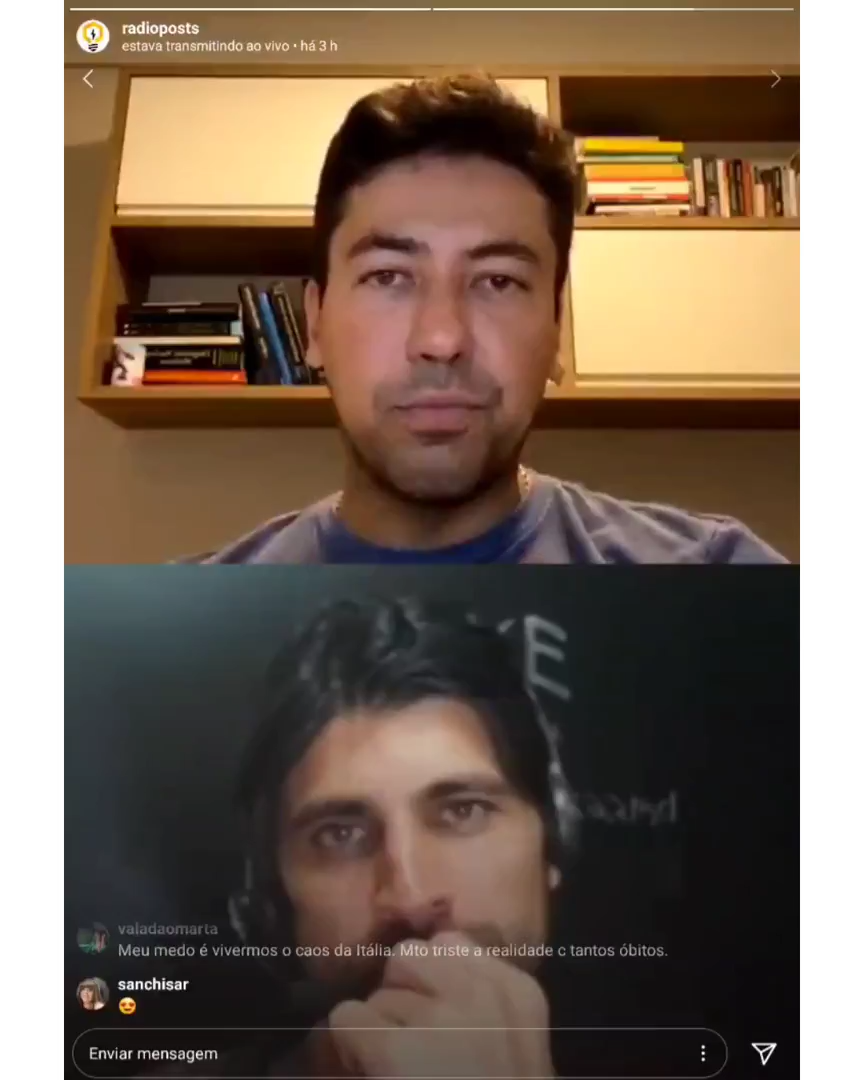 radioposts
estava transmitindo ao vivo • há 3 h
E
valadaomarta
Meu medo é vivermos o caos da Itália. Mto triste a realidade c tantos óbitos.
sanchisar
😍
Enviar mensagem